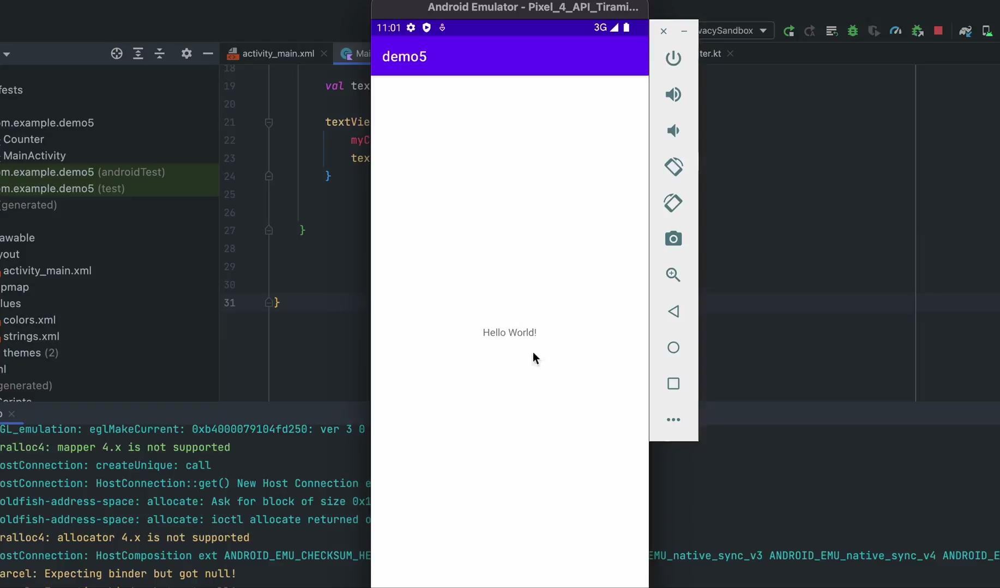 Android Emulator - Pixel_4_API_Tirami...
11:01
3G
vacySandbox
demo5
activity_main.xml
Mai
ter.kt
fests
m.example.demo5
Counter
MainActivity
m.example.demo5 (androidTest)
m.example.demo5 (test)
(generated)
awable
yout
activity_main.xml
pmap
lues
colors.xml
strings.xml
themes (2)
ml
generated)
Scripts
18
19 val tex
20
21 textVie
22 myC
23 tex
24 }
25
26
27 }
28
29
30
31 }
Hello World!
GL_emulation: eglMakeCurrent: 0xb4000079104fd250: ver 3 0
ralloc4: mapper 4.x is not supported
ostConnection: createUnique: call
ostConnection: HostConnection::get() New Host Connection e
oldfish-address-space: allocate: Ask for block of size 0x1
oldfish-address-space: allocate: ioctl allocate returned o
ralloc4: allocator 4.x is not supported
ostConnection: HostComposition ext ANDROID_EMU_CHECKSUM_HE
EMU_native_sync_v3 ANDROID_EMU_native_sync_v4 ANDROID_E
arcel: Expecting binder but got null!